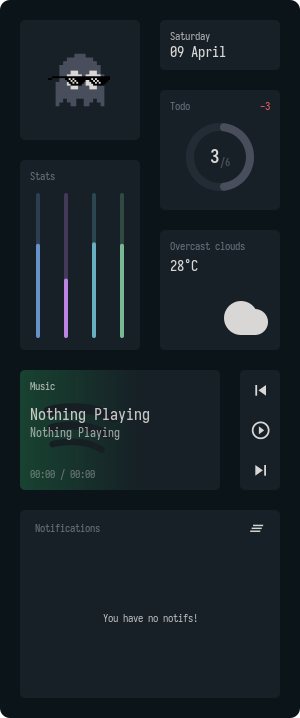 Saturday
09 April
Todo
-3
3/6
Stats
Overcast clouds
28°C
Music
Nothing Playing
Nothing Playing
00:00 / 00:00
Notifications
You have no notifs!